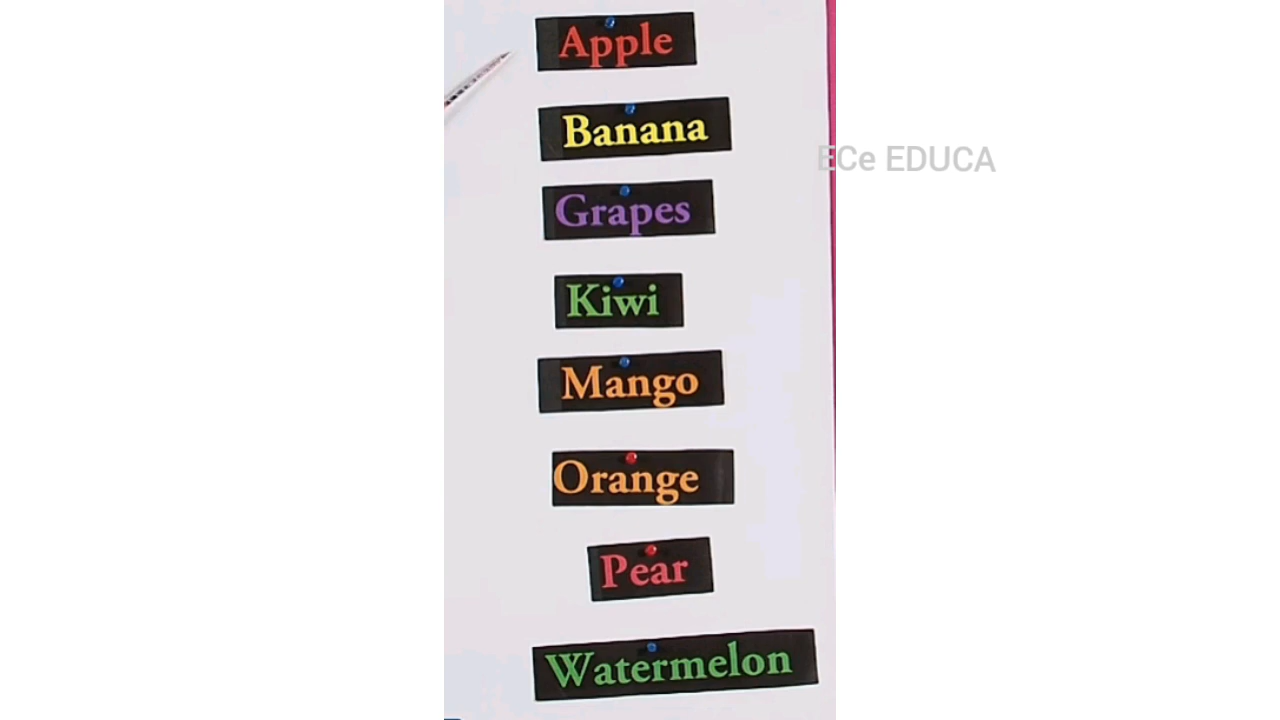 Apple
Banana
ECe EDUCA
Grapes
Kiwi
Mango
Orange
Pear
Watermelon